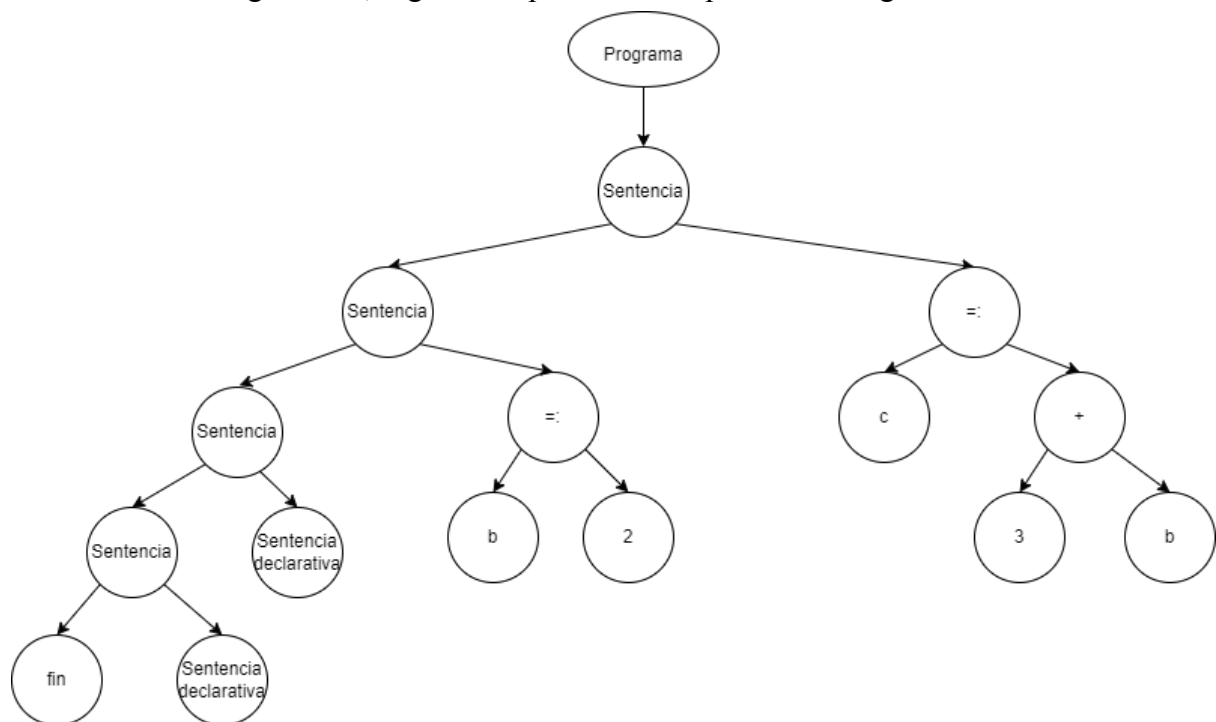 Programa
Sentencia
Sentencia
=:
Sentencia
=:
c
+
Sentencia
Sentencia
declarativa
b
2
3
b
fin
Sentencia
declarativa